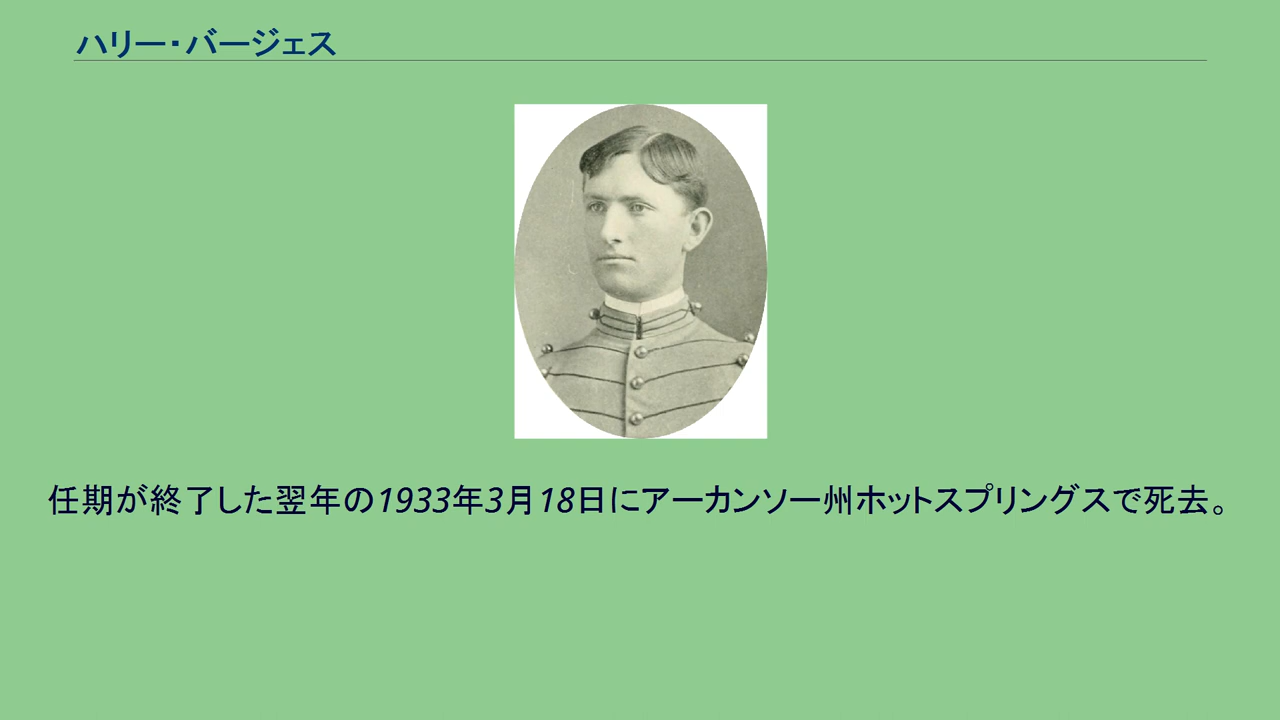 ハリー・バージェス
任期が終了した翌年の1933年3月18日にアーカンソー州ホットスプリングスで死去。